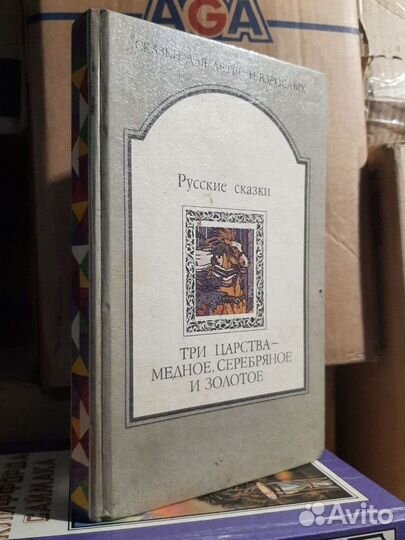 AGA
СКАЗКИ ДЛЯ ДЕТЕЙ И ВЗРОСЛЫХ
Русские сказки
ТРИ ЦАРСТВА –
МЕДНОЕ, СЕРЕБРЯНОЕ
И ЗОЛОТОЕ
Avito